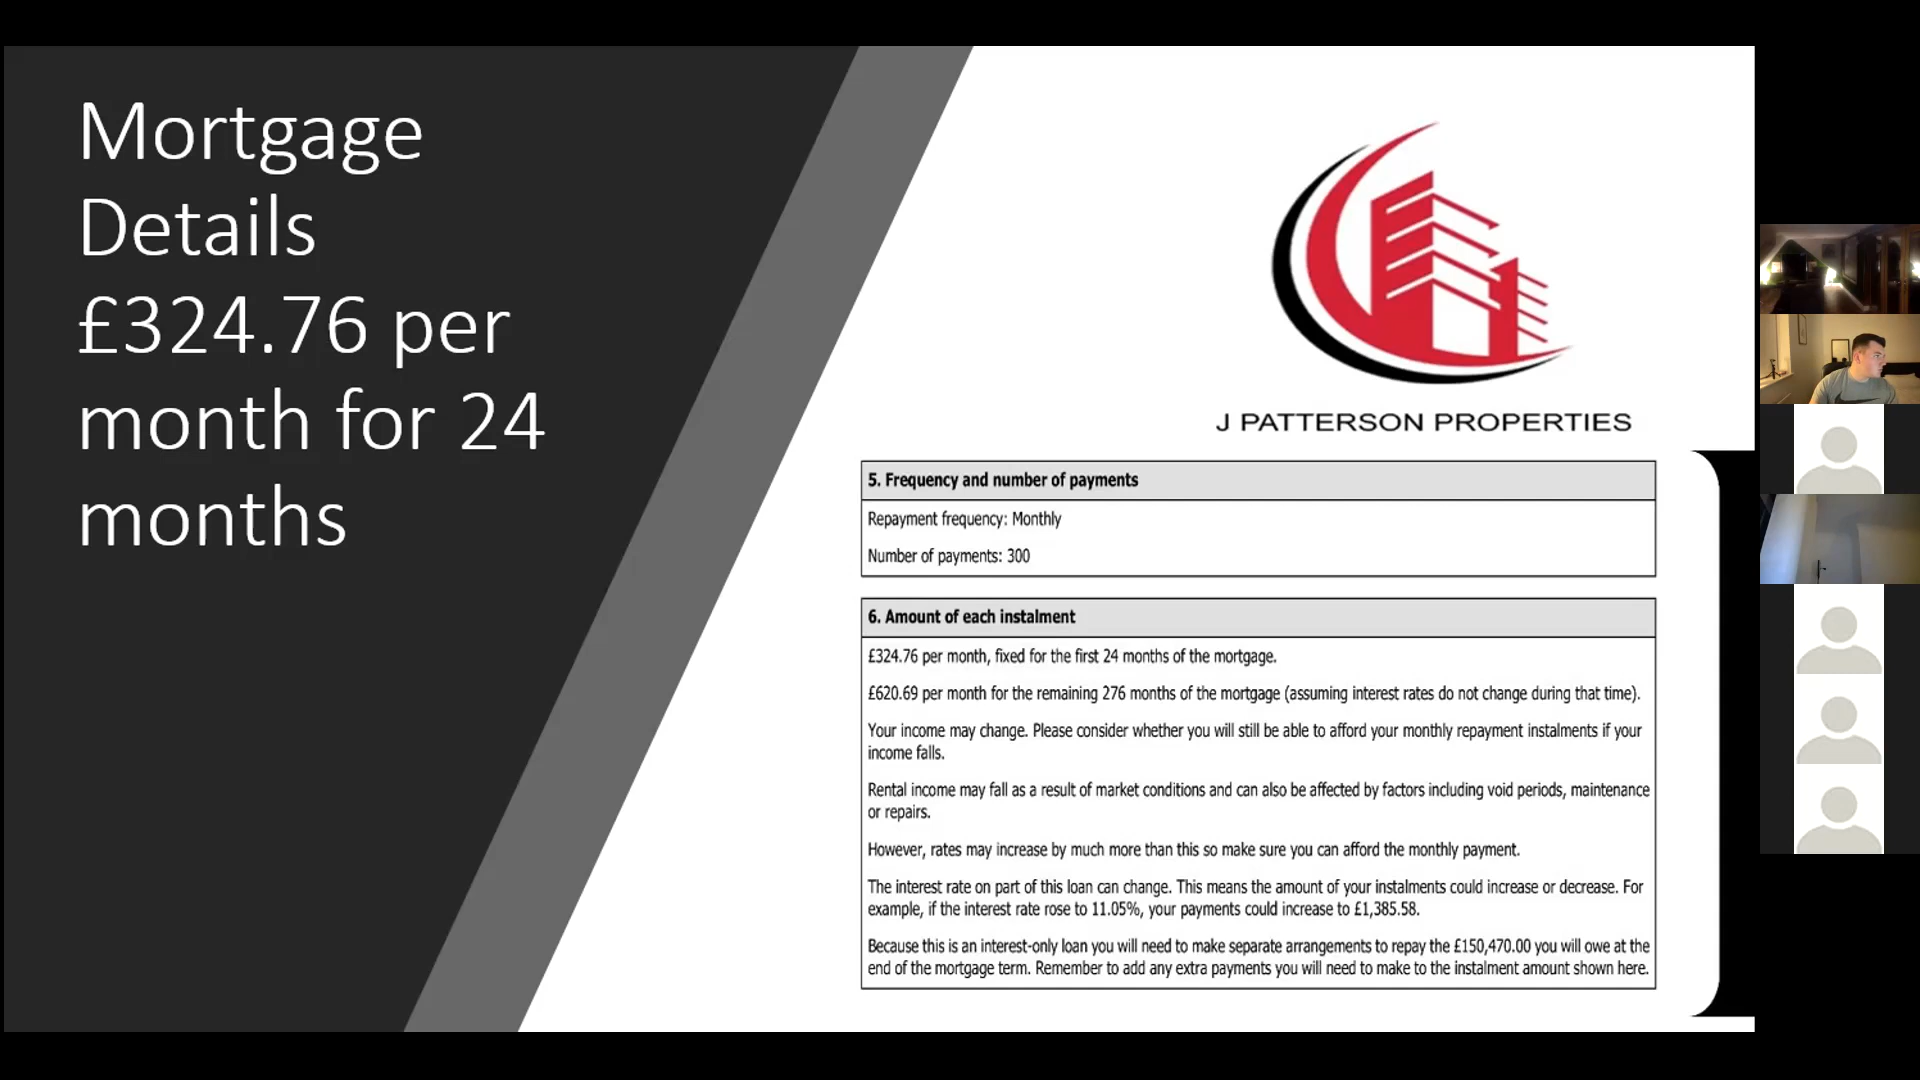 Mortgage
Details
£324.76 per
month for 24
months
J PATTERSON PROPERTIES
5. Frequency and number of payments
Repayment frequency: Monthly
Number of payments: 300
6. Amount of each instalment
£324.76 per month, fixed for the first 24 months of the mortgage.
£620.69 per month for the remaining 276 months of the mortgage (assuming interest rates do not change during that time).
Your income may change. Please consider whether you will still be able to afford your monthly repayment instalments if your
income falls.
Rental income may fall as a result of market conditions and can also be affected by factors including void periods, maintenance
or repairs.
However, rates may increase by much more than this so make sure you can afford the monthly payment.
The interest rate on part of this loan can change. This means the amount of your instalments could increase or decrease. For
example, if the interest rate rose to 11.05%, your payments could increase to £1,385.58.
Because this is an interest-only loan you will need to make separate arrangements to repay the £150,470.00 you will owe at the
end of the mortgage term. Remember to add any extra payments you will need to make to the instalment amount shown here.